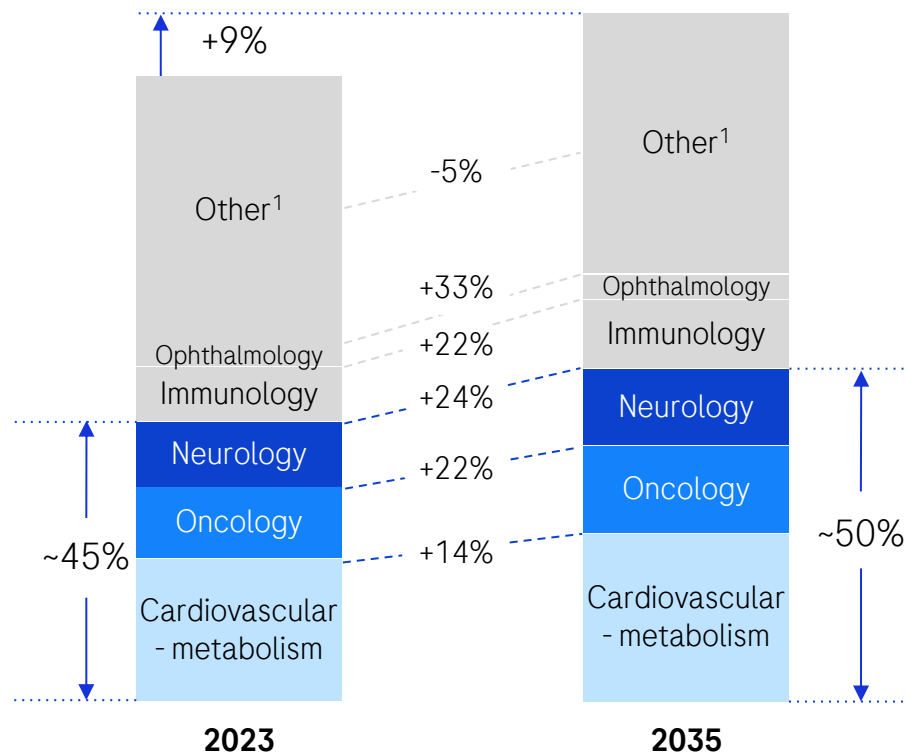 +9%
Other¹
Other¹
-5%
+33%
Ophthalmology
Ophthalmology
+22%
Immunology
Immunology
+24%
Neurology
Neurology
+22%
Oncology
Oncology
~45%
~50%
+14%
Cardiovascular
- metabolism
Cardiovascular
- metabolism
2023
2035